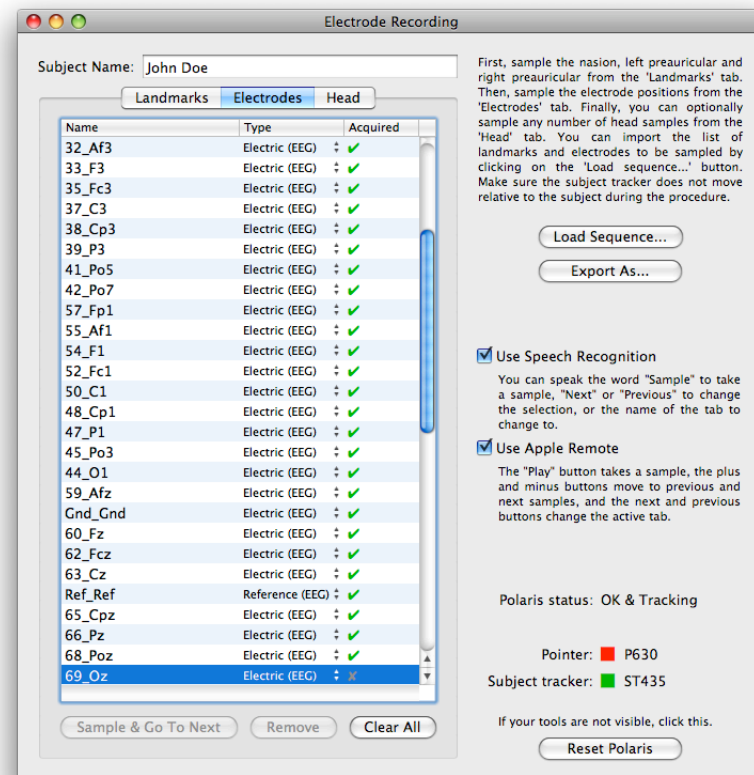 Electrode Recording
Subject Name: John Doe
Landmarks Electrodes Head
Name Type Acquired
32_Af3 Electric (EEG)
33_F3 Electric (EEG)
35_Fc3 Electric (EEG)
37_C3 Electric (EEG)
38_Cp3 Electric (EEG)
39_P3 Electric (EEG)
41_Po5 Electric (EEG)
42_Po7 Electric (EEG)
57_Fp1 Electric (EEG)
55_Af1 Electric (EEG)
54_F1 Electric (EEG)
52_Fc1 Electric (EEG)
50_C1 Electric (EEG)
48_Cp1 Electric (EEG)
47_P1 Electric (EEG)
45_Po3 Electric (EEG)
44_O1 Electric (EEG)
59_Afz Electric (EEG)
Gnd_Gnd Electric (EEG)
60_Fz Electric (EEG)
62_Fcz Electric (EEG)
63_Cz Electric (EEG)
Ref_Ref Reference (EEG)
65_Cpz Electric (EEG)
66_Pz Electric (EEG)
68_Poz Electric (EEG)
69_Oz Electric (EEG)
Sample & Go To Next Remove Clear All
First, sample the nasion, left preauricular and
right preauricular from the 'Landmarks' tab.
Then, sample the electrode positions from the
'Electrodes' tab. Finally, you can optionally
sample any number of head samples from the
'Head' tab. You can import the list of
landmarks and electrodes to be sampled by
clicking on the 'Load sequence...' button.
Make sure the subject tracker does not move
relative to the subject during the procedure.
Load Sequence...
Export As...
Use Speech Recognition
You can speak the word "Sample" to take
a sample, "Next" or "Previous" to change
the selection, or the name of the tab to
change to.
Use Apple Remote
The "Play" button takes a sample, the plus
and minus buttons move to previous and
next samples, and the next and previous
buttons change the active tab.
Polaris status: OK & Tracking
Pointer: P630
Subject tracker: ST435
If your tools are not visible, click this.
Reset Polaris